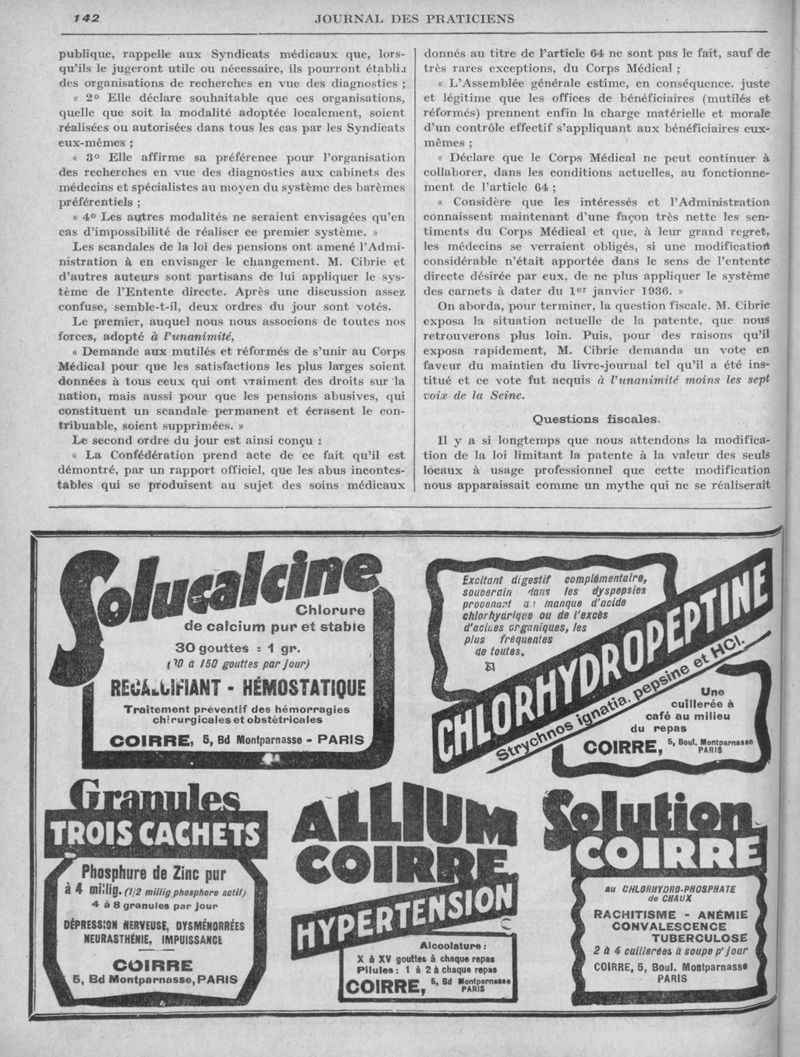 142
JOURNAL DES PRATICIENS
publique, rappelle aux Syndicats médicaux que, lors-
qu'ils le jugeront utile ou nécessaire, ils pourront établir
des organisations de recherches en vue des diagnostics ;
« 2° Elle déclare souhaitable que ces organisations,
quelle que soit la modalité adoptée localement, soient
réalisées ou autorisées dans tous les cas par les Syndicats
eux-mêmes ;
« 3° Elle affirme sa préférence pour l'organisation
des recherches en vue des diagnostics aux cabinets des
médecins et spécialistes au moyen du système des barèmes
préférentiels ;
« 4° Les autres modalités ne seraient envisagées qu'en
cas d'impossibilité de réaliser ce premier système. »
Les scandales de la loi des pensions ont amené l'Admi-
nistration à en envisager le changement. M. Cibrie et
d'autres auteurs sont partisans de lui appliquer le sys-
tème de l'Entente directe. Après une discussion assez
confuse, semble-t-il, deux ordres du jour sont votés.
Le premier, auquel nous nous associons de toutes nos
forces, adopté à l'unanimité,
« Demande aux mutilés et réformés de s'unir au Corps
Médical pour que les satisfactions les plus larges soient
données à tous ceux qui ont vraiment des droits sur la
nation, mais aussi pour que les pensions abusives, qui
constituent un scandale permanent et écrasent le con-
tribuable, soient supprimées. »
Le second ordre du jour est ainsi conçu :
« La Confédération prend acte de ce fait qu'il est
démontré, par un rapport officiel, que les abus incontes-
tables qui se produisent au sujet des soins médicaux
donnés au titre de l'article 64 ne sont pas le fait, sauf de
très rares exceptions, du Corps Médical ;
« L'Assemblée générale estime, en conséquence. juste
et légitime que les offices de bénéficiaires (mutilés et
réformés) prennent enfin la charge matérielle et morale
d'un contrôle effectif s'appliquant aux bénéficiaires eux-
mêmes ;
« Déclare que le Corps Médical ne peut continuer à
collaborer, dans les conditions actuelles, au fonctionne-
ment de l'article 64 ;
« Considère que les intéressés et l'Administration
connaissent maintenant d'une façon très nette les sen-
timents du Corps Médical et que, à leur grand regret,
les médecins se verraient obligés, si une modification
considérable n'était apportée dans le sens de l'entente
directe désirée par eux, de ne plus appliquer le système
des carnets à dater du 1er janvier 1936. »
On aborda, pour terminer, la question fiscale. M. Cibrie
exposa la situation actuelle de la patente, que nous
retrouverons plus loin. Puis, pour des raisons qu'il
exposa rapidement, M. Cibrie demanda un vote en
faveur du maintien du livre-journal tel qu'il a été ins-
titué et ce vote fut acquis à l'unanimité moins les sept
voix de la Seine.
Questions fiscales.
Il y a si longtemps que nous attendons la modifica-
tion de la loi limitant la patente à la valeur des seuls
locaux à usage professionnel que cette modification
nous apparaissait comme un mythe qui ne se réaliserait
Solucalcine
Chlorure
de calcium pur et stable
30 gouttes : 1 gr.
à 150 gouttes par jour)
RECALCIFIANT - HÉMOSTATIQUE
Traitement préventif des hémorragies
chirurgicales et obstétricales
COIRRE, 5, Bd Montparnasse - PARIS
Excitant digestif complémentaire,
souverain dans les dyspepsies
provenant du manque d'acide
chlorhydrique ou de l'excès
d'acides organiques, les
plus fréquentes
de toutes.
CHLORHYDROPEPTINE
Strychnos ignatia, pepsine et HCl.
Une
cuillerée à
café au milieu
du repas
COIRRE, 5, Boul. Montparnasse
PARIS
Granules
TROIS CACHETS
Phosphure de Zinc pur
à 4 millig. (1/2 millig phosphore actif)
4 à 8 granules par jour
DÉPRESSION NERVEUSE, DYSMÉNORRÉES
NEURASTHÉNIE, IMPUISSANCE
COIRRE
5, Bd Montparnasse, PARIS
ALLIUM
COIRRE
HYPERTENSION
Alcoolature :
X à XV gouttes à chaque repas
Pilules : 1 à 2 à chaque repas
COIRRE, 5, Bd Montparnasse
PARIS
Solution
COIRRE
au CHLORHYDRO-PHOSPHATE
de CHAUX
RACHITISME - ANÉMIE
CONVALESCENCE
TUBERCULOSE
2 à 4 cuillerées à soupe pr jour
COIRRE, 5, Boul. Montparnasse
PARIS